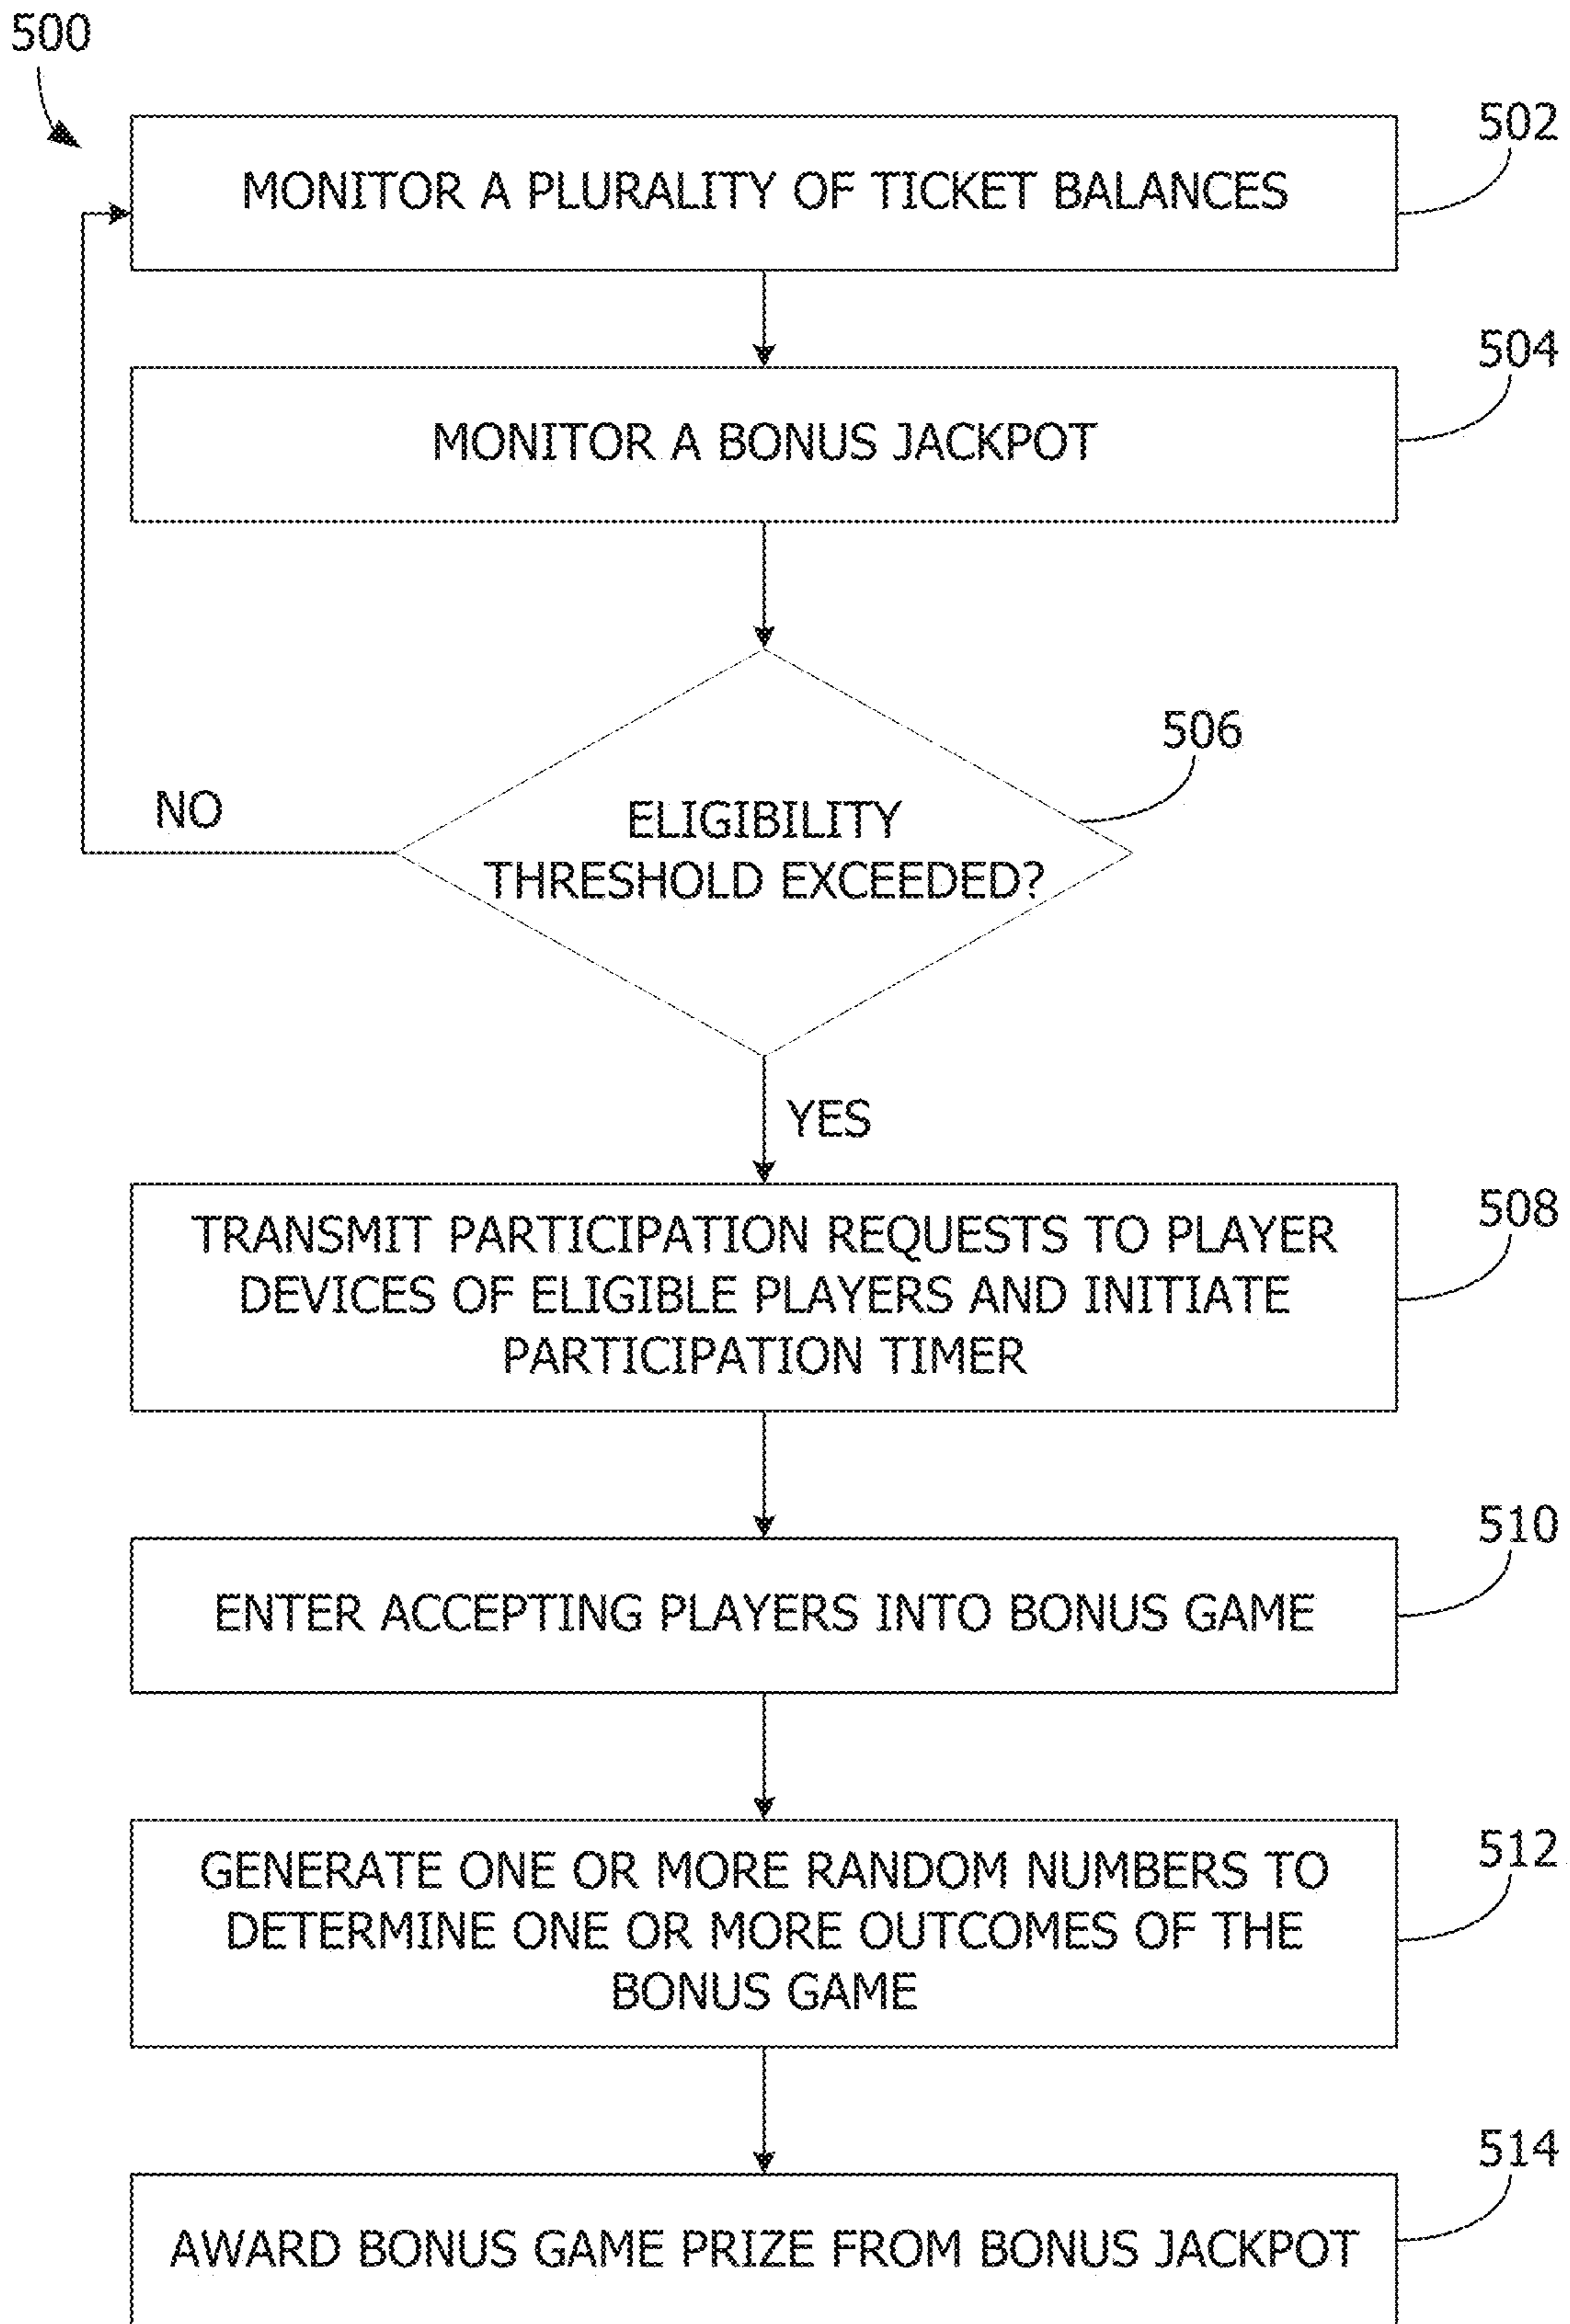 500
502
MONITOR A PLURALITY OF TICKET BALANCES
504
MONITOR A BONUS JACKPOT
506
ELIGIBILITY
THRESHOLD EXCEEDED?
NO
YES
508
TRANSMIT PARTICIPATION REQUESTS TO PLAYER
DEVICES OF ELIGIBLE PLAYERS AND INITIATE
PARTICIPATION TIMER
510
ENTER ACCEPTING PLAYERS INTO BONUS GAME
512
GENERATE ONE OR MORE RANDOM NUMBERS TO
DETERMINE ONE OR MORE OUTCOMES OF THE
BONUS GAME
514
AWARD BONUS GAME PRIZE FROM BONUS JACKPOT